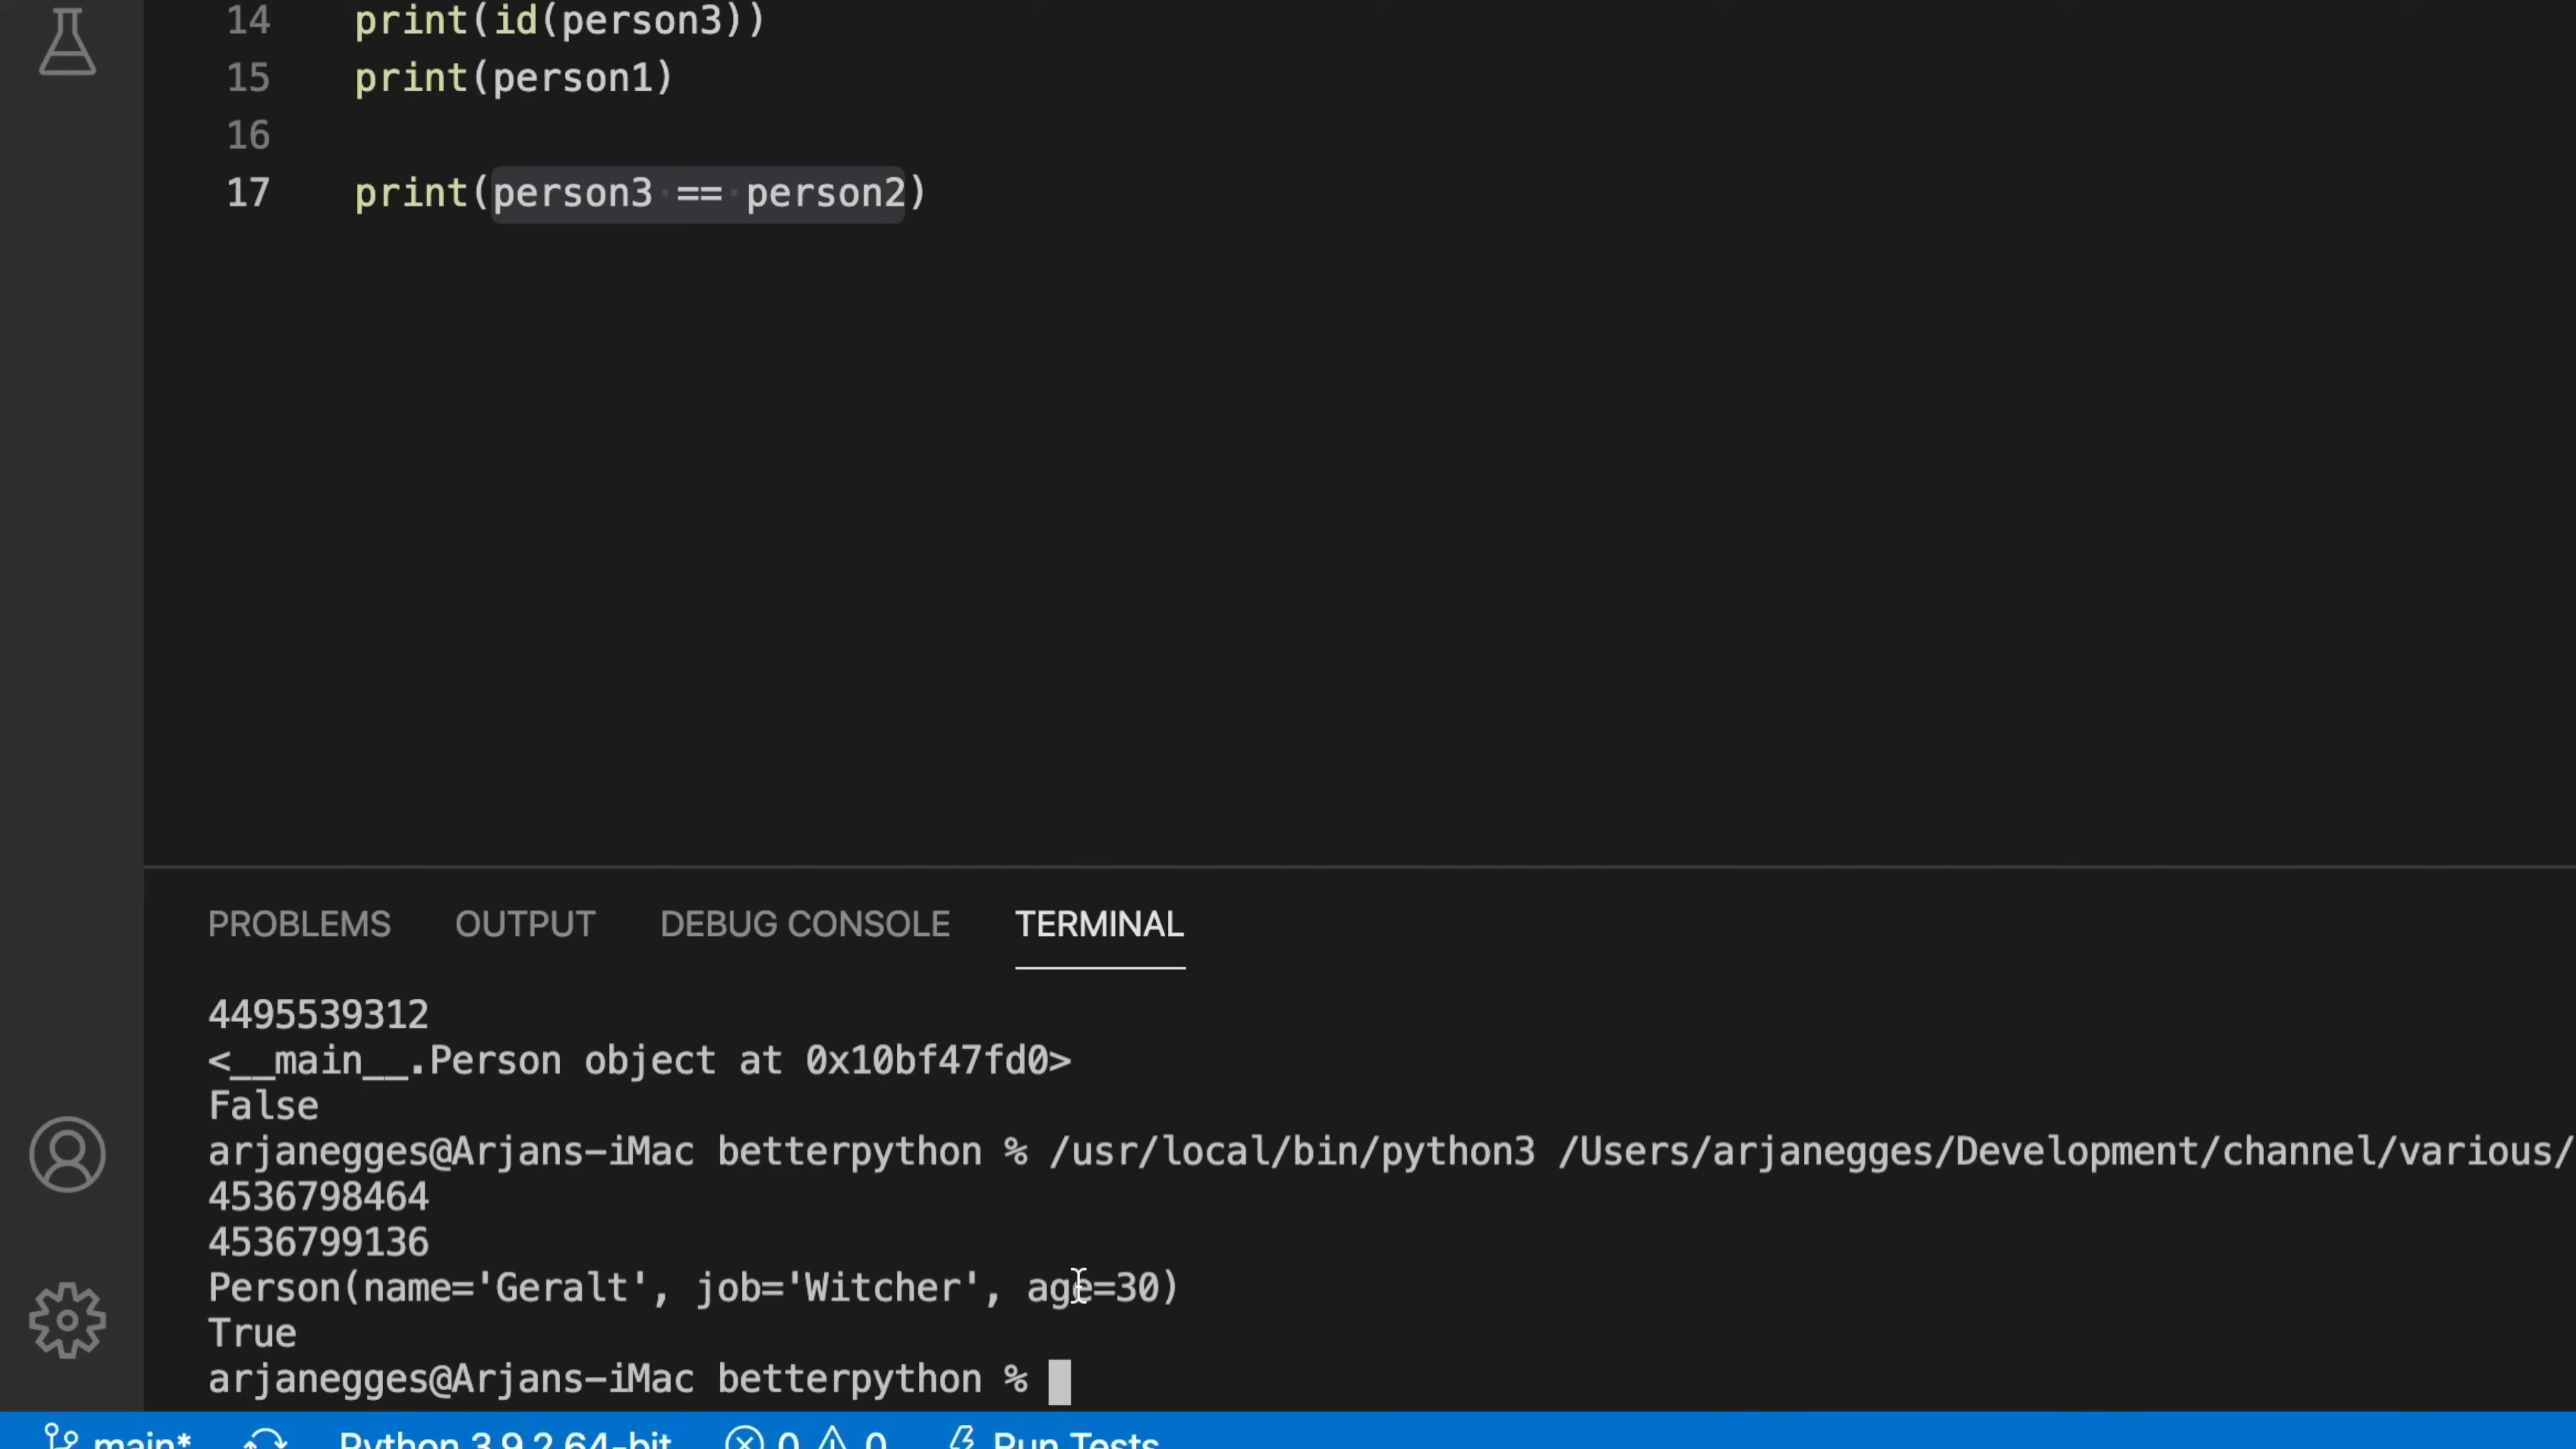 14 print(id(person3))
15 print(person1)
16
17 print(person3 == person2)
PROBLEMS OUTPUT DEBUG CONSOLE TERMINAL
4495539312
<__main__.Person object at 0x10bf47fd0>
False
arjanegges@Arjans-iMac betterpython % /usr/local/bin/python3 /Users/arjanegges/Development/channel/various/
4536798464
4536799136
Person(name='Geralt', job='Witcher', age=30)
True
arjanegges@Arjans-iMac betterpython %
main* Python 3.9.2 64-bit 0 0 Run Tests